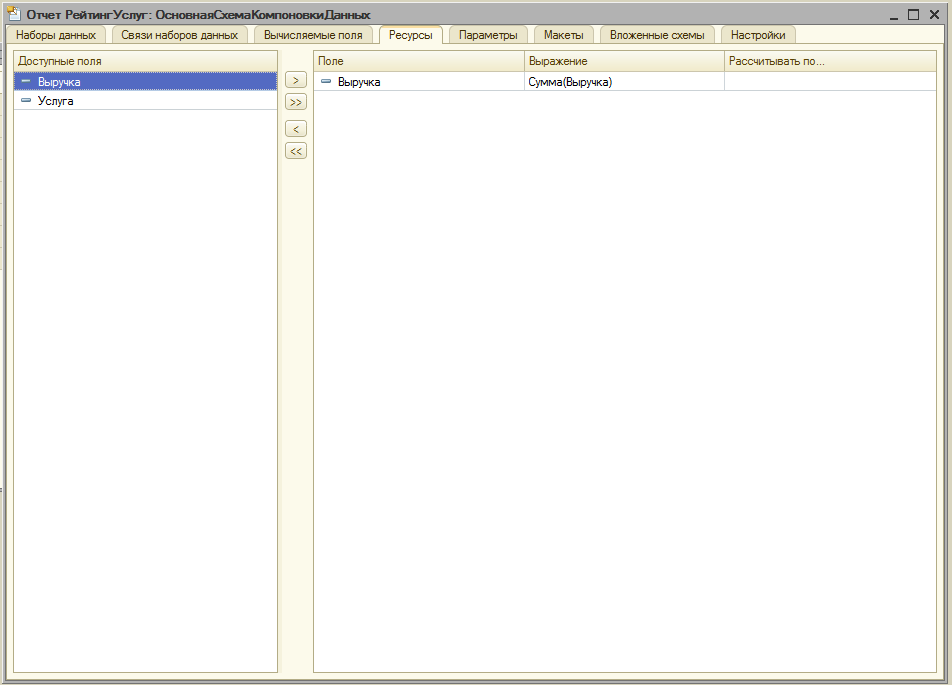 Отчет РейтингУслуг: ОсновнаяСхемаКомпоновкиДанных
Наборы данных Связи наборов данных Вычисляемые поля Ресурсы Параметры Макеты Вложенные схемы Настройки
Доступные поля
Выручка
Услуга
>
>>
<
<<
Поле Выражение Рассчитывать по...
Выручка Сумма(Выручка)